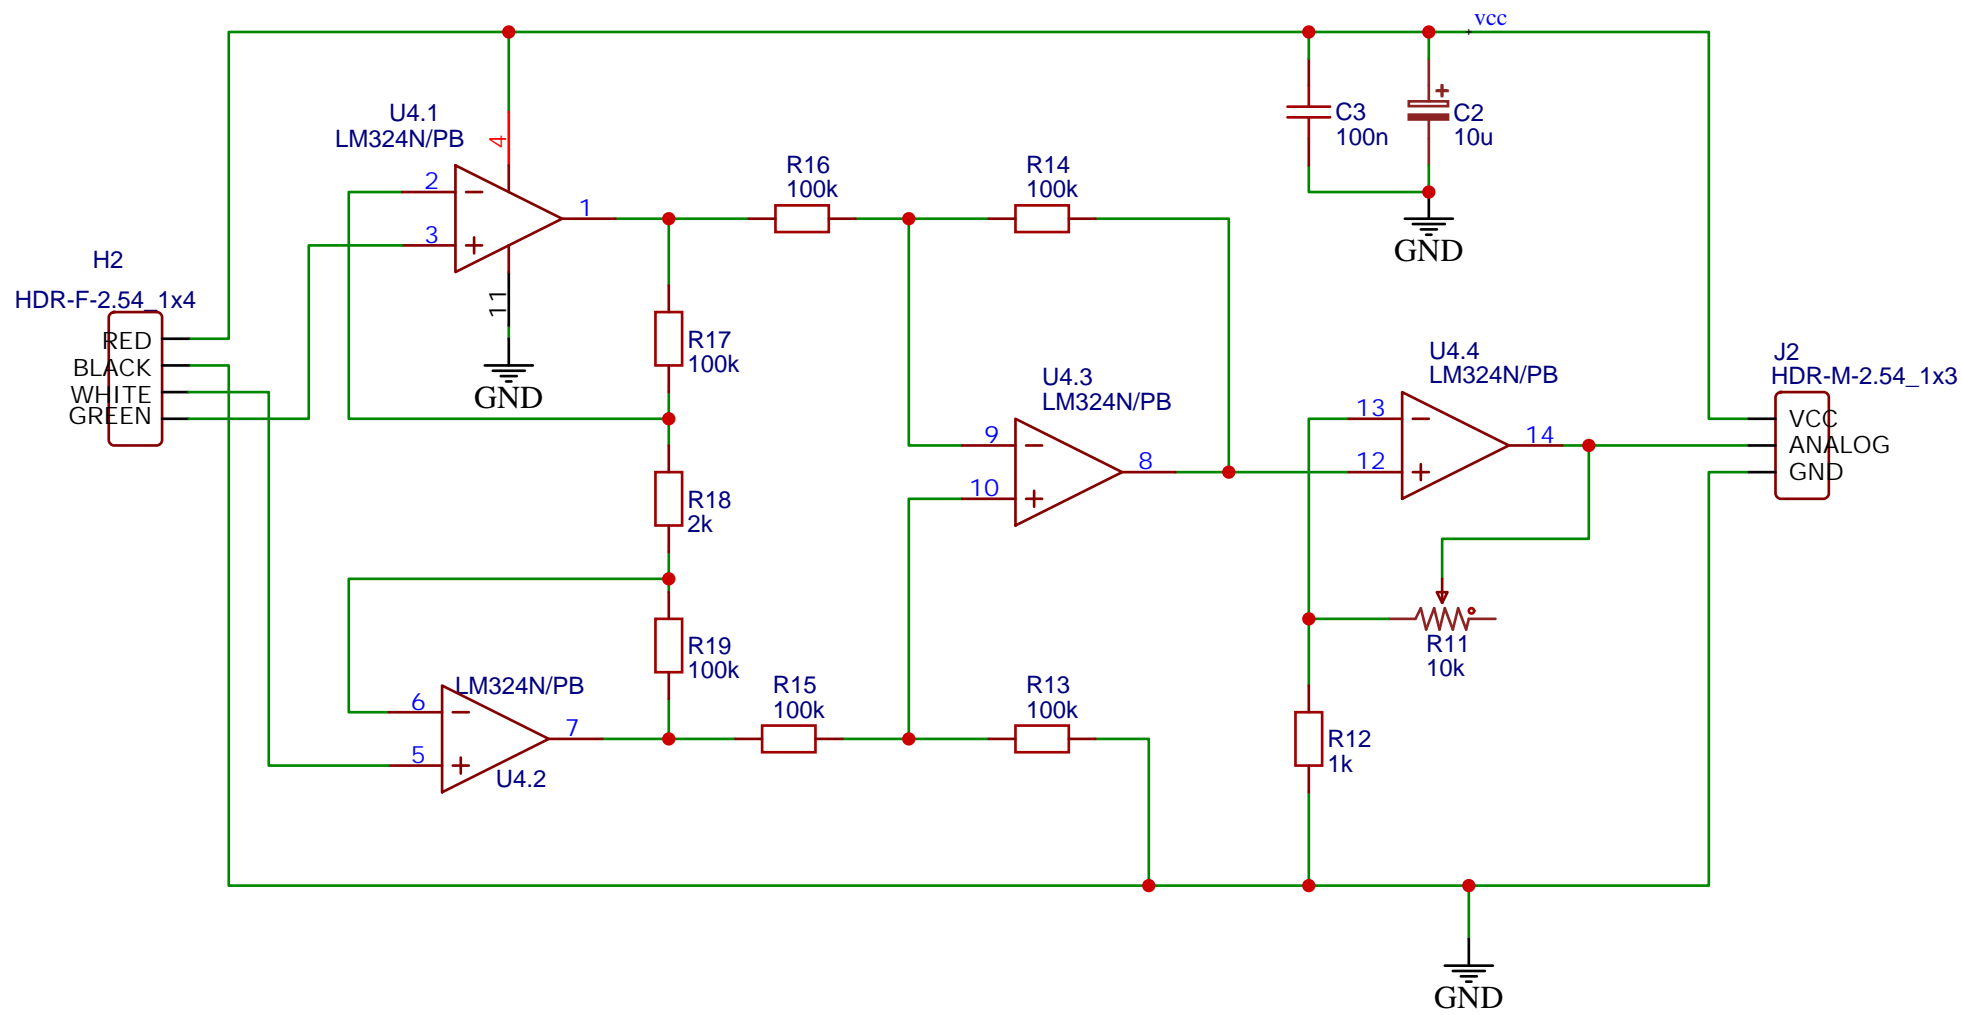 vcc
U4.1
LM324N/PB
4
2
3
1
11
GND
R16
100k
R14
100k
C3
100n
C2
10u
GND
H2
HDR-F-2.54_1x4
RED
BLACK
WHITE
GREEN
R17
100k
R18
2k
R19
100k
U4.3
LM324N/PB
9
10
8
U4.4
LM324N/PB
13
12
14
J2
HDR-M-2.54_1x3
VCC
ANALOG
GND
R11
10k
LM324N/PB
6
5
7
U4.2
R15
100k
R13
100k
R12
1k
GND